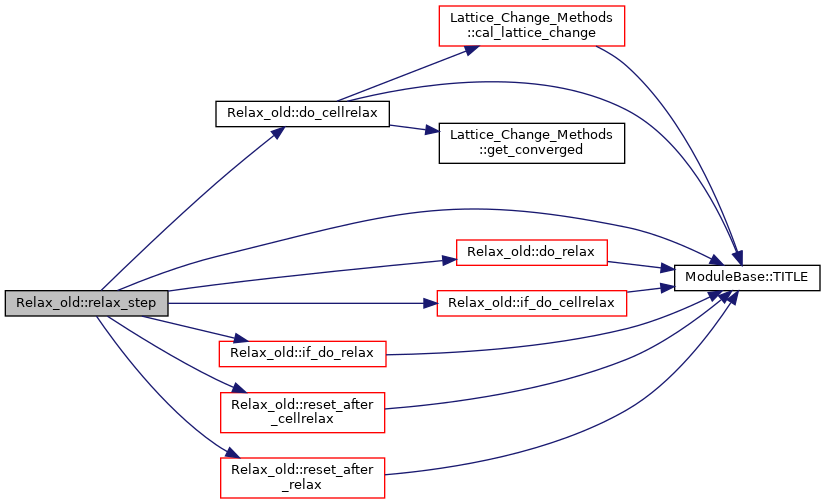 Lattice_Change_Methods
::cal_lattice_change
Relax_old::do_cellrelax
Lattice_Change_Methods
::get_converged
Relax_old::do_relax
ModuleBase::TITLE
Relax_old::relax_step
Relax_old::if_do_cellrelax
Relax_old::if_do_relax
Relax_old::reset_after
_cellrelax
Relax_old::reset_after
_relax